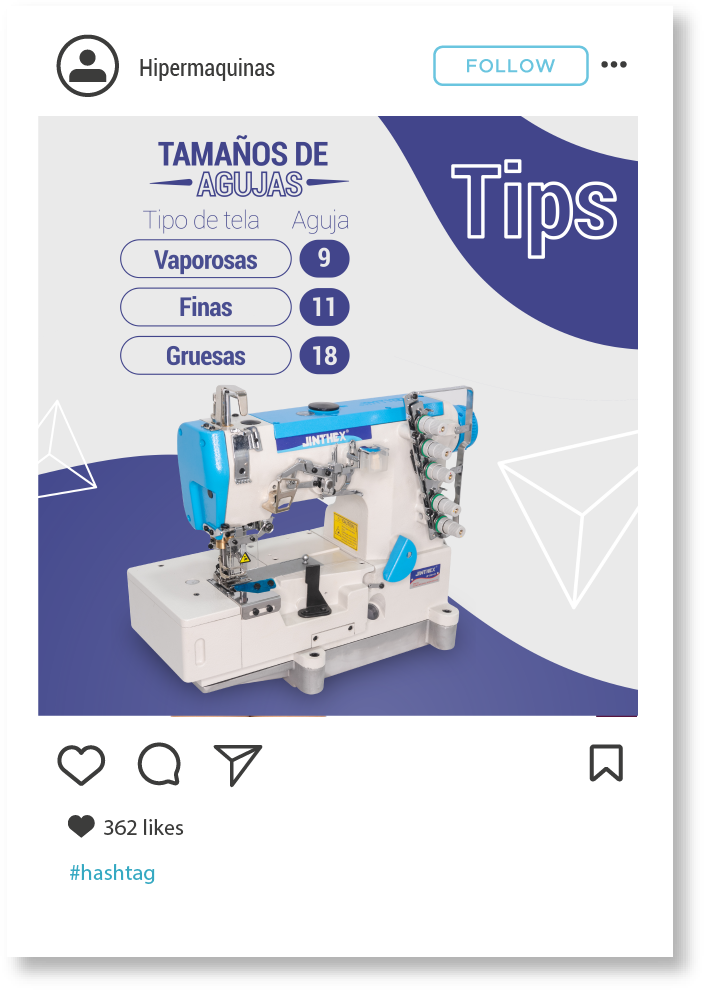 Hipermaquinas
FOLLOW
TAMAÑOS DE
AGUJAS
Tips
Tipo de tela Aguja
Vaporosas 9
Finas 11
Gruesas 18
JINTHEX
JINTHEX
362 likes
#hashtag